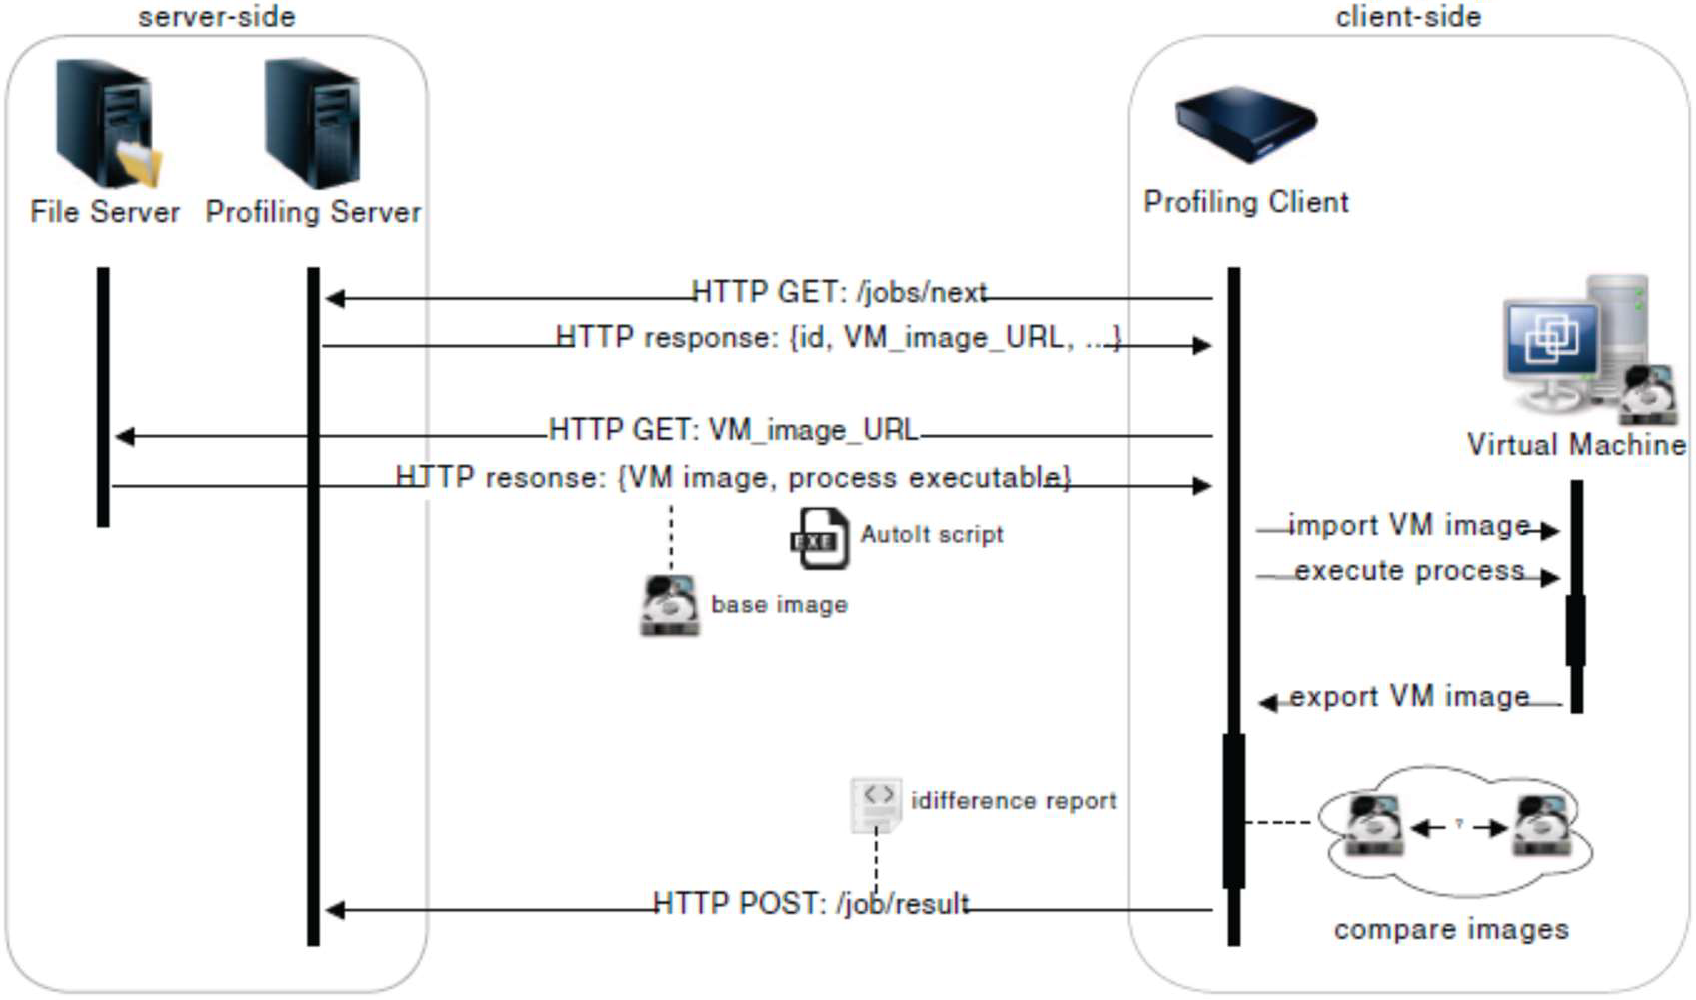 server-side
client-side
File Server
Profiling Server
Profiling Client
HTTP GET: /jobs/next
HTTP response: {id, VM_image_URL, ...}
HTTP GET: VM_image_URL
Virtual Machine
HTTP resonse: {VM image, process executable}
import VM image
EXE
AutoIt script
execute process
base image
export VM image
idifference report
?
HTTP POST: /job/result
compare images